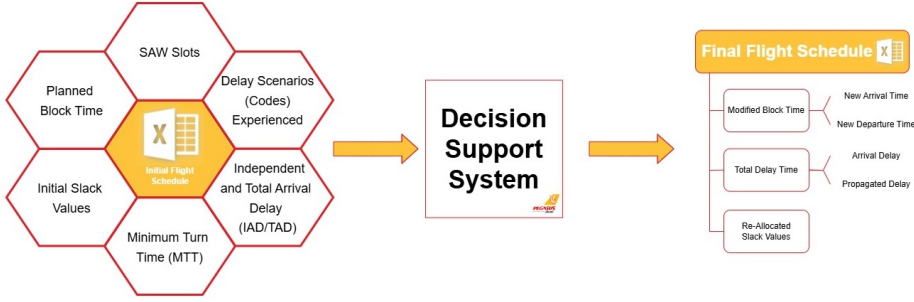 SAW Slots
Planned
Block Time
Delay Scenarios
(Codes)
Experienced
X
Initial Flight
Schedule
Initial Slack
Values
Independent
and Total Arrival
Delay
(IAD/TAD)
Minimum Turn
Time (MTT)
Decision
Support
System
PEGASUS
Final Flight Schedule
X
Modified Block Time
New Arrival Time
New Departure Time
Total Delay Time
Arrival Delay
Propagated Delay
Re-Allocated
Slack Values